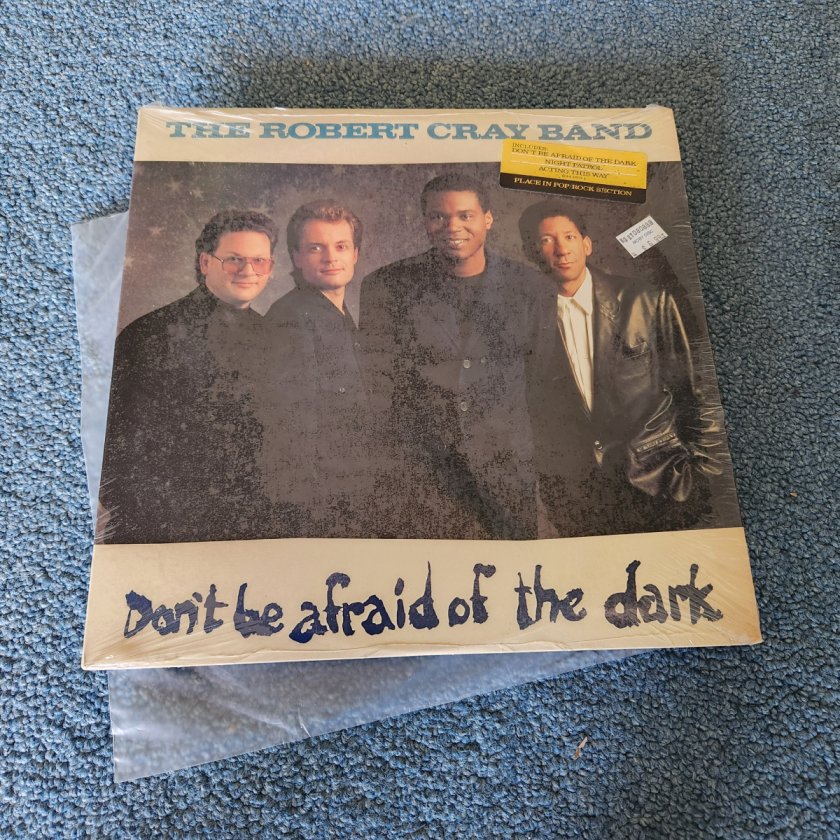 THE ROBERT CRAY BAND
INCLUDES:
DON'T BE AFRAID OF THE DARK
NIGHT PATROL
ACTING THIS WAY
PLACE IN POP/ROCK SECTION
Don't be afraid of the dark